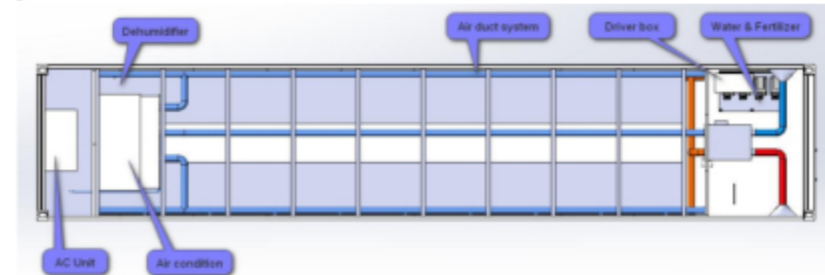 Dehumidifier
Air duct system
Driver box
Water & Fertilizer
AC Unit
Air condition